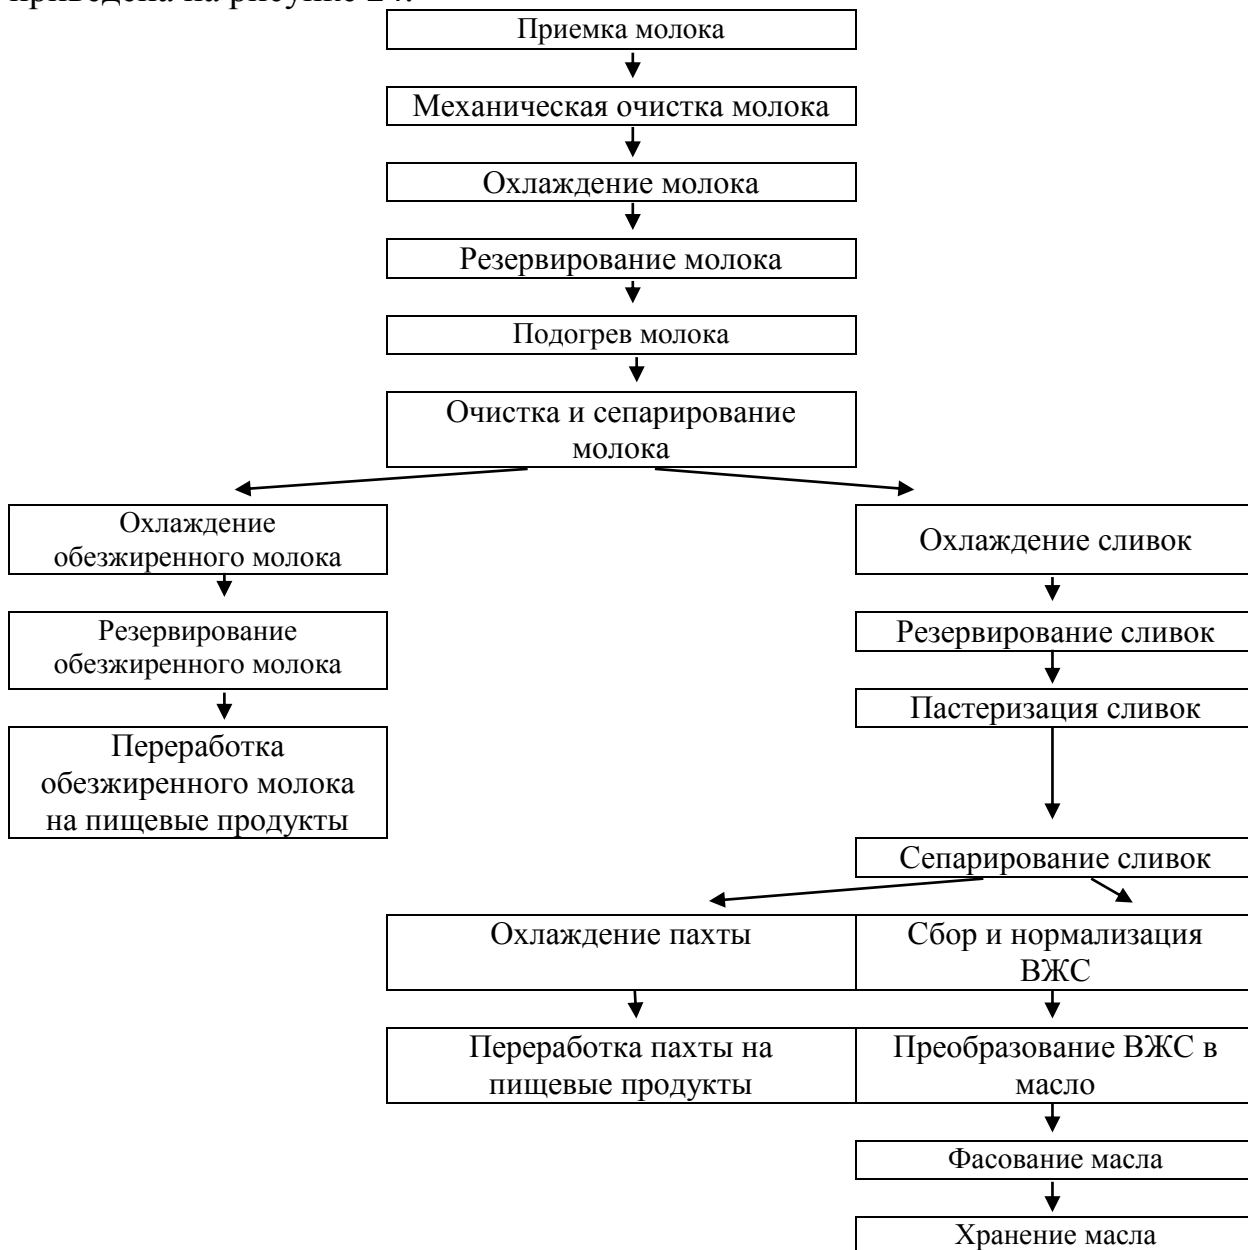 приведена на рисунке 24.
Приемка молока
Механическая очистка молока
Охлаждение молока
Резервирование молока
Подогрев молока
Очистка и сепарирование
молока
Охлаждение
обезжиренного молока
Охлаждение сливок
Резервирование
обезжиренного молока
Резервирование сливок
Пастеризация сливок
Переработка
обезжиренного молока
на пищевые продукты
Сепарирование сливок
Охлаждение пахты
Сбор и нормализация
ВЖС
Переработка пахты на
пищевые продукты
Преобразование ВЖС в
масло
Фасование масла
Хранение масла